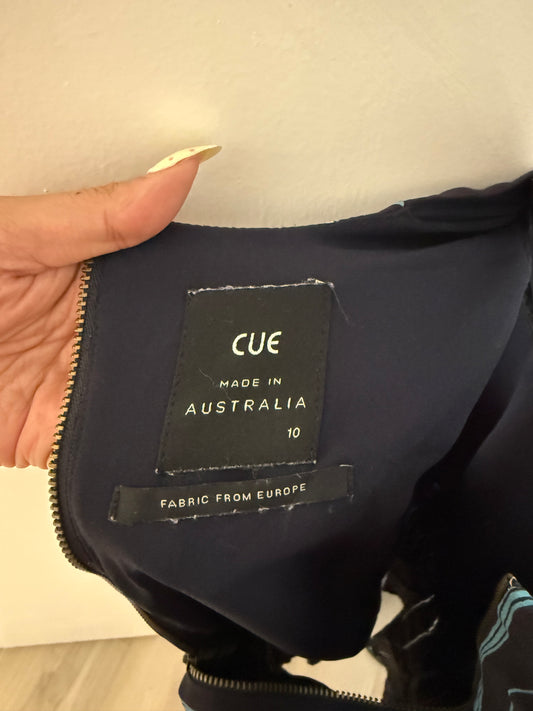 CUE
MADE IN
AUSTRALIA
10
FABRIC FROM EUROPE